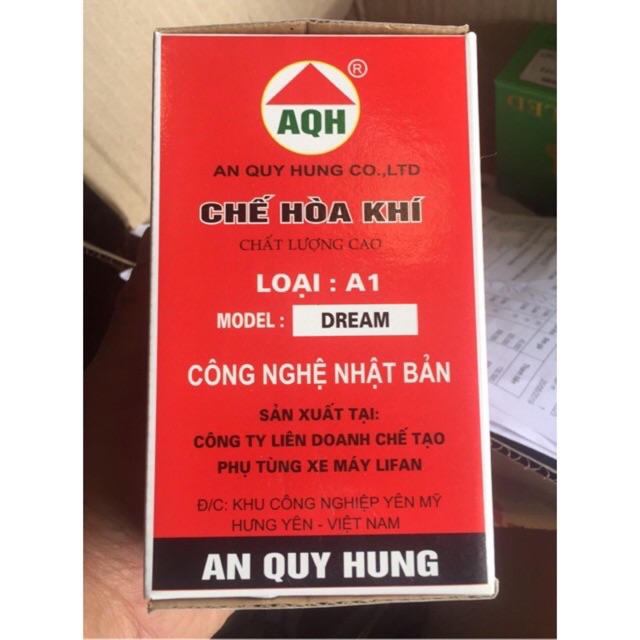 ®
AQH
AN QUY HUNG CO.,LTD
CHẾ HÒA KHÍ
CHẤT LƯỢNG CAO
LOẠI : A1
MODEL : DREAM
CÔNG NGHỆ NHẬT BẢN
SẢN XUẤT TẠI:
CÔNG TY LIÊN DOANH CHẾ TẠO
PHỤ TÙNG XE MÁY LIFAN
Đ/C: KHU CÔNG NGHIỆP YÊN MỸ
HƯNG YÊN - VIỆT NAM
AN QUY HUNG